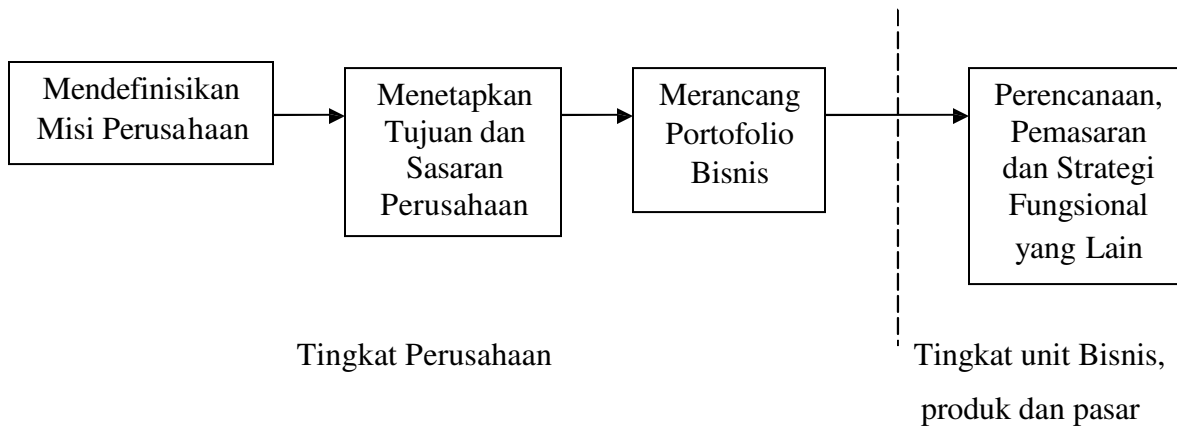 Mendefinisikan
Misi Perusahaan
Menetapkan
Tujuan dan
Sasaran
Perusahaan
Merancang
Portofolio
Bisnis
Perencanaan,
Pemasaran
dan Strategi
Fungsional
yang Lain
Tingkat Perusahaan
Tingkat unit Bisnis,
produk dan pasar